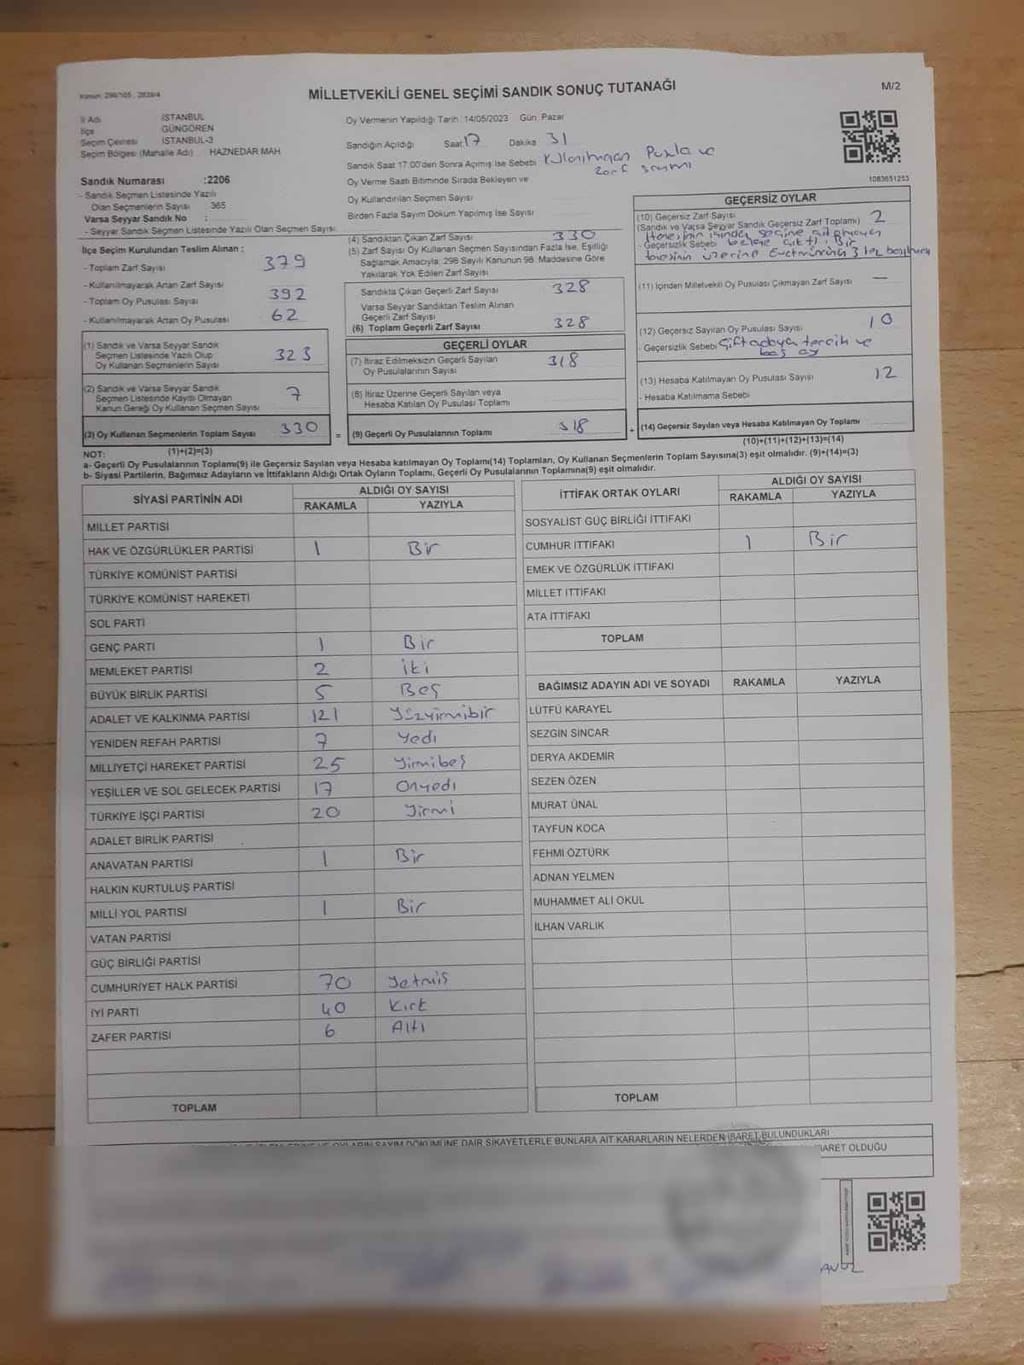 MİLLETVEKİLİ GENEL SEÇİMİ SANDIK SONUÇ TUTANAĞI
M/2
İl Adı İSTANBUL
İlçe GÜNGÖREN
Seçim Çevresi İSTANBUL-3
Seçim Bölgesi (Mahalle Adı) HAZNEDAR MAH
Sandık Numarası :2206
- Sandık Seçmen Listesinde Yazılı
Olan Seçmenlerin Sayısı : 365
Varsa Seyyar Sandık No :
- Seyyar Sandık Seçmen Listesinde Yazılı Olan Seçmen Sayısı:
Oy Vermenin Yapıldığı Tarih :14/05/2023 Gün: Pazar
Sandığın Açıldığı Saat 17 Dakika 31
Sandık Saat 17:00'den Sonra Açılmış İse Sebebi Pusla ve
zarf sayımı
Oy Verme Saati Bitiminde Sırada Bekleyen ve
Oy Kullandırılan Seçmen Sayısı
Birden Fazla Sayım Döküm Yapılmış İse Sayısı
1083651253
İlçe Seçim Kurulundan Teslim Alınan :
- Toplam Zarf Sayısı 379
- Kullanılmayarak Artan Zarf Sayısı
- Toplam Oy Pusulası Sayısı 392
- Kullanılmayarak Artan Oy Pusulası 62
(1) Sandık ve Varsa Seyyar Sandık
Seçmen Listesinde Yazılı Olup
Oy Kullanan Seçmenlerin Sayısı 323
(2) Sandık ve Varsa Seyyar Sandık
Seçmen Listesinde Kayıtlı Olmayan
Kanun Gereği Oy Kullanan Seçmen Sayısı 7
(3) Oy Kullanan Seçmenlerin Toplam Sayısı 330
(1)+(2)=(3)
(4) Sandıktan Çıkan Zarf Sayısı 330
(5) Zarf Sayısı Oy Kullanan Seçmen Sayısından Fazla İse, Eşitliği
Sağlamak Amacıyla, 298 Sayılı Kanunun 98. Maddesine Göre
Yakılarak Yok Edilen Zarf Sayısı
Sandıkta Çıkan Geçerli Zarf Sayısı 328
Varsa Seyyar Sandıktan Teslim Alınan
Geçerli Zarf Sayısı
(6) Toplam Geçerli Zarf Sayısı 328
GEÇERLİ OYLAR
(7) İtiraz Edilmeksizin Geçerli Sayılan
Oy Pusulalarının Sayısı 318
(8) İtiraz Üzerine Geçerli Sayılan veya
Hesaba Katılan Oy Pusulası Toplamı
= (9) Geçerli Oy Pusulalarının Toplamı 318
GEÇERSİZ OYLAR
(10) Geçersiz Zarf Sayısı 2
(Sandık ve Varsa Seyyar Sandık Geçersiz Zarf Toplamı)
- Geçersizlik Sebebi
(11) İçinden Milletvekili Oy Pusulası Çıkmayan Zarf Sayısı —
(12) Geçersiz Sayılan Oy Pusulası Sayısı 10
- Geçersizlik Sebebi Çift adaya tercih ve
boş oy
(13) Hesaba Katılmayan Oy Pusulası Sayısı 12
- Hesaba Katılmama Sebebi
+ (14) Geçersiz Sayılan veya Hesaba Katılmayan Oy Toplamı
(10)+(11)+(12)+(13)=(14)
NOT:
a- Geçerli Oy Pusulalarının Toplamı(9) ile Geçersiz Sayılan veya Hesaba katılmayan Oy Toplamı(14) Toplamları, Oy Kullanan Seçmenlerin Toplam Sayısına(3) eşit olmalıdır. (9)+(14)=(3)
b- Siyasi Partilerin, Bağımsız Adayların ve İttifakların Aldığı Ortak Oyların Toplamı, Geçerli Oy Pusulalarının Toplamına(9) eşit olmalıdır.
SİYASİ PARTİNİN ADI ALDIĞI OY SAYISI
RAKAMLA YAZIYLA
MİLLET PARTİSİ
HAK VE ÖZGÜRLÜKLER PARTİSİ 1 Bir
TÜRKİYE KOMÜNİST PARTİSİ
TÜRKİYE KOMÜNİST HAREKETİ
SOL PARTİ
GENÇ PARTİ 1 Bir
MEMLEKET PARTİSİ 2 iki
BÜYÜK BİRLİK PARTİSİ 5 Beş
ADALET VE KALKINMA PARTİSİ 121 Yüzyirmibir
YENİDEN REFAH PARTİSİ 7 Yedi
MİLLİYETÇİ HAREKET PARTİSİ 25 Yirmibeş
YEŞİLLER VE SOL GELECEK PARTİSİ 17 Onyedi
TÜRKİYE İŞÇİ PARTİSİ 20 Yirmi
ADALET BİRLİK PARTİSİ
ANAVATAN PARTİSİ 1 Bir
HALKIN KURTULUŞ PARTİSİ
MİLLİ YOL PARTİSİ 1 Bir
VATAN PARTİSİ
GÜÇ BİRLİĞİ PARTİSİ
CUMHURİYET HALK PARTİSİ 70 Yetmiş
İYİ PARTİ 40 Kırk
ZAFER PARTİSİ 6 Altı
TOPLAM
İTTİFAK ORTAK OYLARI ALDIĞI OY SAYISI
RAKAMLA YAZIYLA
SOSYALİST GÜÇ BİRLİĞİ İTTİFAKI
CUMHUR İTTİFAKI 1 Bir
EMEK VE ÖZGÜRLÜK İTTİFAKI
MİLLET İTTİFAKI
ATA İTTİFAKI
TOPLAM
BAĞIMSIZ ADAYIN ADI VE SOYADI RAKAMLA YAZIYLA
LÜTFÜ KARAYEL
SEZGİN SİNCAR
DERYA AKDEMİR
SEZEN ÖZEN
MURAT ÜNAL
TAYFUN KOCA
FEHMİ ÖZTÜRK
ADNAN YELMEN
MUHAMMET ALİ OKUL
İLHAN VARLIK
TOPLAM
OYLARIN SAYIM DÖKÜMÜNE DAİR ŞİKAYETLERLE BUNLARA AİT KARARLARIN NELERDEN İBARET BULUNDUKLARI
İBARET OLDUĞU